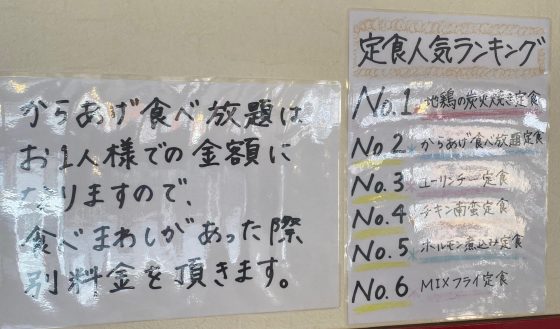 からあげ食べ放題は、
お1人様での金額に
なりますので、
食べまわしがあった際
別料金を頂きます。
定食人気ランキング
No.1 地鶏の炭火焼き定食
No.2 からあげ食べ放題定食
No.3 ユーリンチー定食
No.4 チキン南蛮定食
No.5 ホルモン煮込み定食
No.6 MIXフライ定食